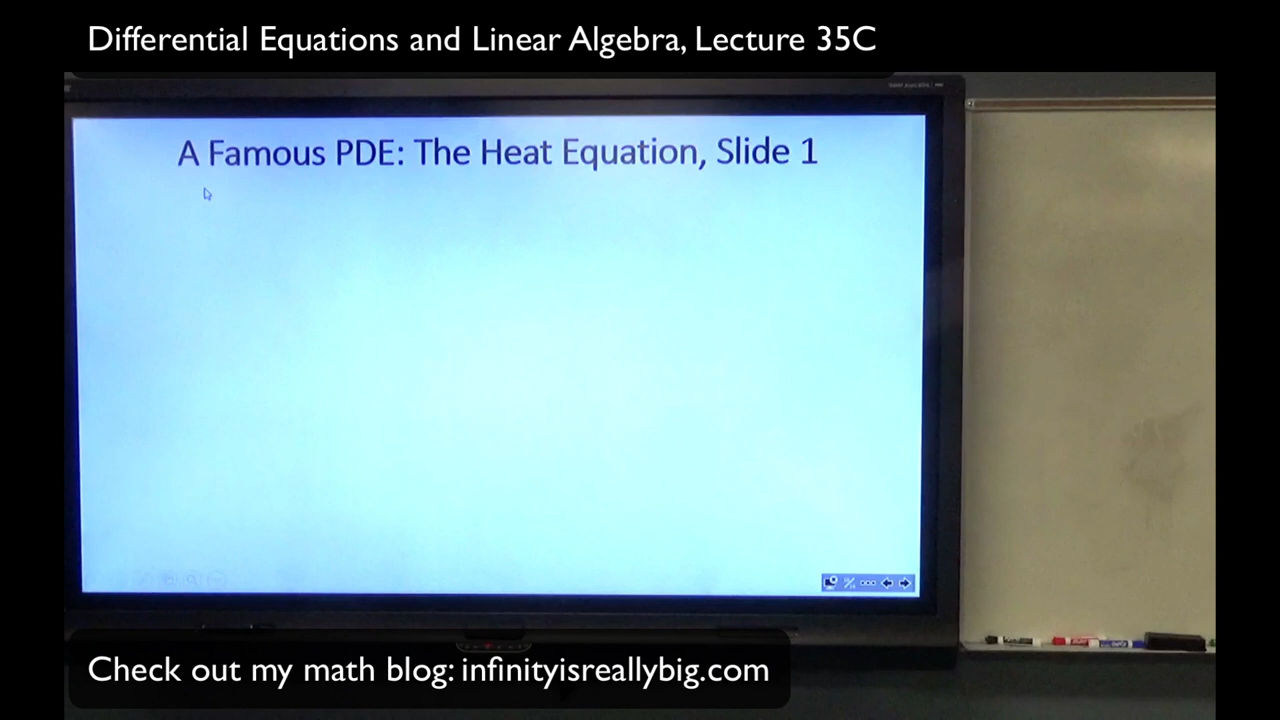 Differential Equations and Linear Algebra, Lecture 35C
A Famous PDE: The Heat Equation, Slide 1
Check out my math blog: infinityisreallybig.com